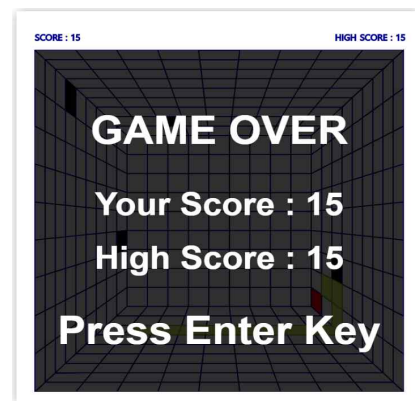 SCORE : 15
HIGH SCORE : 15
GAME OVER
Your Score : 15
High Score : 15
Press Enter Key